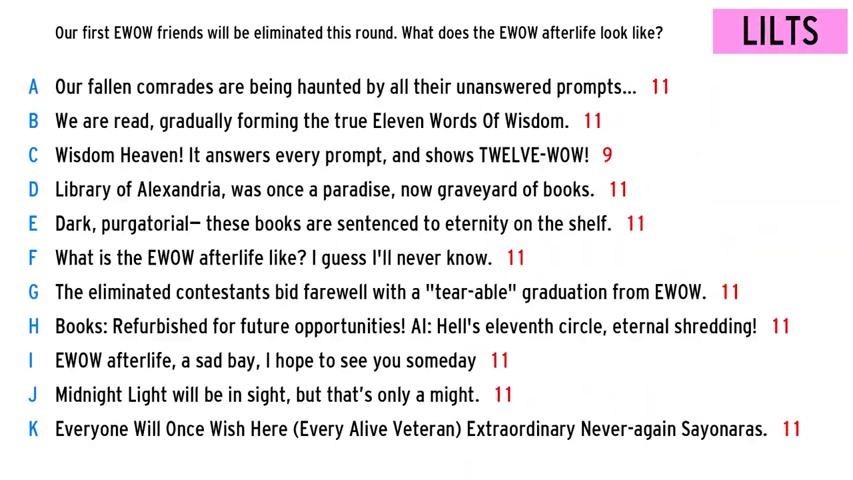 Our first EWOW friends will be eliminated this round. What does the EWOW afterlife look like?
LILTS
A Our fallen comrades are being haunted by all their unanswered prompts... 11
B We are read, gradually forming the true Eleven Words Of Wisdom. 11
C Wisdom Heaven! It answers every prompt, and shows TWELVE-WOW! 9
D Library of Alexandria, was once a paradise, now graveyard of books. 11
E Dark, purgatorial— these books are sentenced to eternity on the shelf. 11
F What is the EWOW afterlife like? I guess I'll never know. 11
G The eliminated contestants bid farewell with a "tear-able" graduation from EWOW. 11
H Books: Refurbished for future opportunities! AI: Hell's eleventh circle, eternal shredding! 11
I EWOW afterlife, a sad bay, I hope to see you someday 11
J Midnight Light will be in sight, but that’s only a might. 11
K Everyone Will Once Wish Here (Every Alive Veteran) Extraordinary Never-again Sayonaras. 11